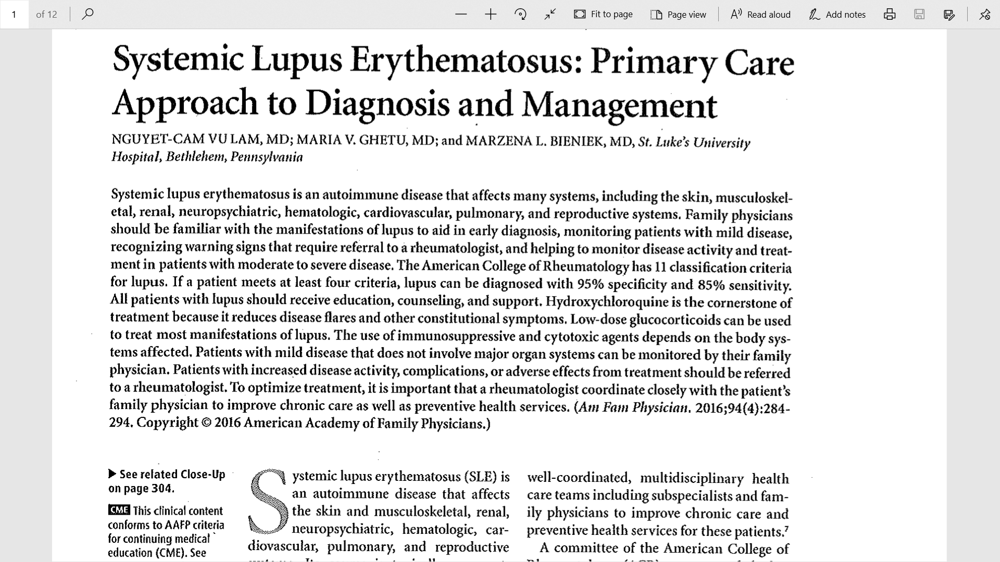 1 of 12 Fit to page Page view Read aloud Add notes
Systemic Lupus Erythematosus: Primary Care
Approach to Diagnosis and Management
NGUYET-CAM VU LAM, MD; MARIA V. GHETU, MD; and MARZENA L. BIENIEK, MD, St. Luke's University
Hospital, Bethlehem, Pennsylvania
Systemic lupus erythematosus is an autoimmune disease that affects many systems, including the skin, musculoskel-
etal, renal, neuropsychiatric, hematologic, cardiovascular, pulmonary, and reproductive systems. Family physicians
should be familiar with the manifestations of lupus to aid in early diagnosis, monitoring patients with mild disease,
recognizing warning signs that require referral to a rheumatologist, and helping to monitor disease activity and treat-
ment in patients with moderate to severe disease. The American College of Rheumatology has 11 classification criteria
for lupus. If a patient meets at least four criteria, lupus can be diagnosed with 95% specificity and 85% sensitivity.
All patients with lupus should receive education, counseling, and support. Hydroxychloroquine is the cornerstone of
treatment because it reduces disease flares and other constitutional symptoms. Low-dose glucocorticoids can be used
to treat most manifestations of lupus. The use of immunosuppressive and cytotoxic agents depends on the body sys-
tems affected. Patients with mild disease that does not involve major organ systems can be monitored by their family
physician. Patients with increased disease activity, complications, or adverse effects from treatment should be referred
to a rheumatologist. To optimize treatment, it is important that a rheumatologist coordinate closely with the patient's
family physician to improve chronic care as well as preventive health services. (Am Fam Physician. 2016;94(4):284-
294. Copyright © 2016 American Academy of Family Physicians.)
▶ See related Close-Up
on page 304.
CME This clinical content
conforms to AAFP criteria
for continuing medical
education (CME). See
Systemic lupus erythematosus (SLE) is
an autoimmune disease that affects
the skin and musculoskeletal, renal,
neuropsychiatric, hematologic, car-
diovascular, pulmonary, and reproductive
well-coordinated, multidisciplinary health
care teams including subspecialists and fam-
ily physicians to improve chronic care and
preventive health services for these patients.⁷
A committee of the American College of